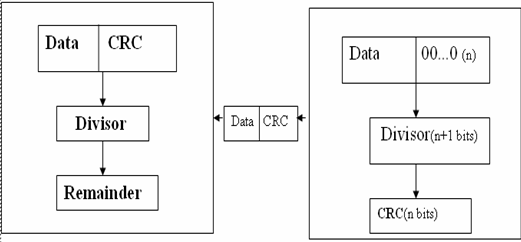 Data CRC
Divisor
Remainder
Data CRC
Data 00...0 (n)
Divisor(n+1 bits)
CRC(n bits)